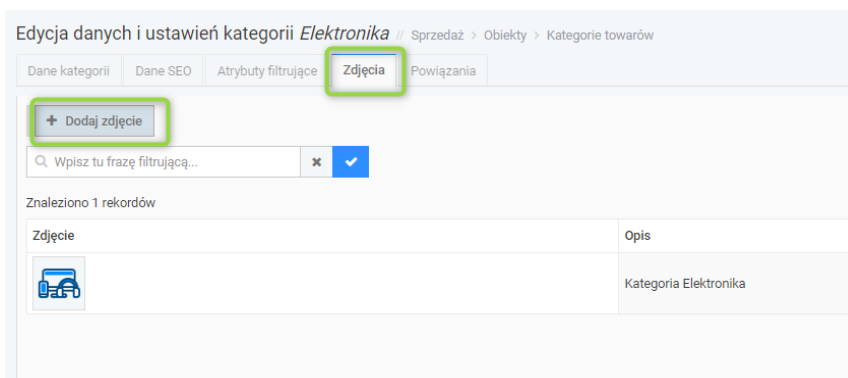 Edycja danych i ustawień kategorii Elektronika // Sprzedaż > Obiekty > Kategorie towarów
Dane kategorii Dane SEO Atrybuty filtrujące Zdjęcia Powiązania
+ Dodaj zdjęcie
Wpisz tu frazę filtrującą...
Znaleziono 1 rekordów
Zdjęcie Opis
Kategoria Elektronika